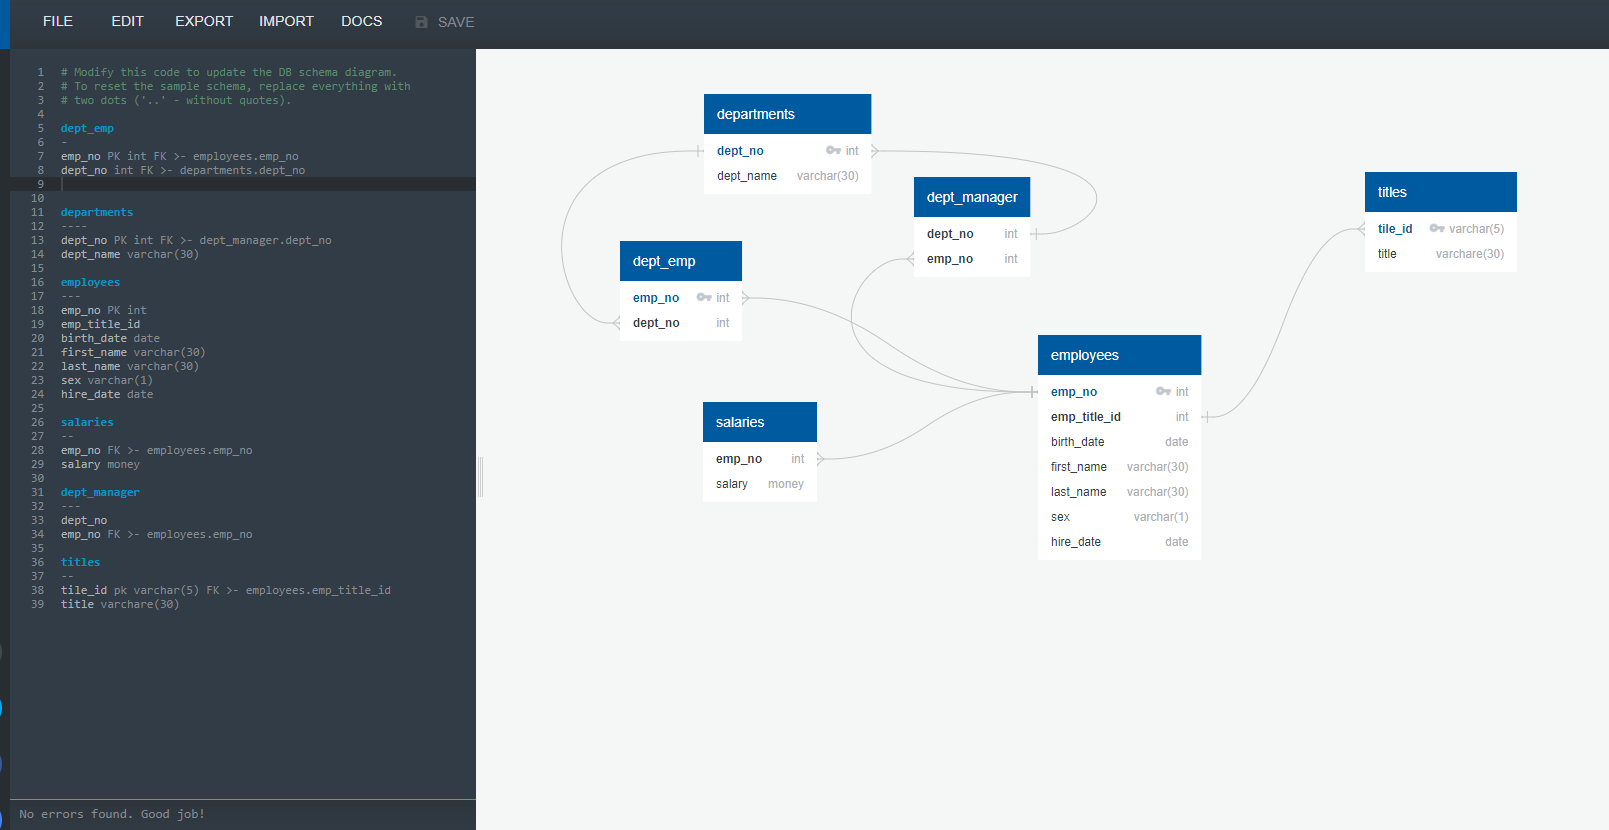 FILE EDIT EXPORT IMPORT DOCS SAVE
1 # Modify this code to update the DB schema diagram.
2 # To reset the sample schema, replace everything with
3 # two dots ('..' - without quotes).
4
5 dept_emp
6 -
7 emp_no PK int FK >- employees.emp_no
8 dept_no int FK >- departments.dept_no
9
10
11 departments
12 ----
13 dept_no PK int FK >- dept_manager.dept_no
14 dept_name varchar(30)
15
16 employees
17 ---
18 emp_no PK int
19 emp_title_id
20 birth_date date
21 first_name varchar(30)
22 last_name varchar(30)
23 sex varchar(1)
24 hire_date date
25
26 salaries
27 --
28 emp_no FK >- employees.emp_no
29 salary money
30
31 dept_manager
32 ---
33 dept_no
34 emp_no FK >- employees.emp_no
35
36 titles
37 --
38 tile_id pk varchar(5) FK >- employees.emp_title_id
39 title varchare(30)
No errors found. Good job!
departments
dept_no int
dept_name varchar(30)
dept_manager
dept_no int
emp_no int
titles
tile_id varchar(5)
title varchare(30)
dept_emp
emp_no int
dept_no int
employees
emp_no int
emp_title_id int
birth_date date
first_name varchar(30)
last_name varchar(30)
sex varchar(1)
hire_date date
salaries
emp_no int
salary money